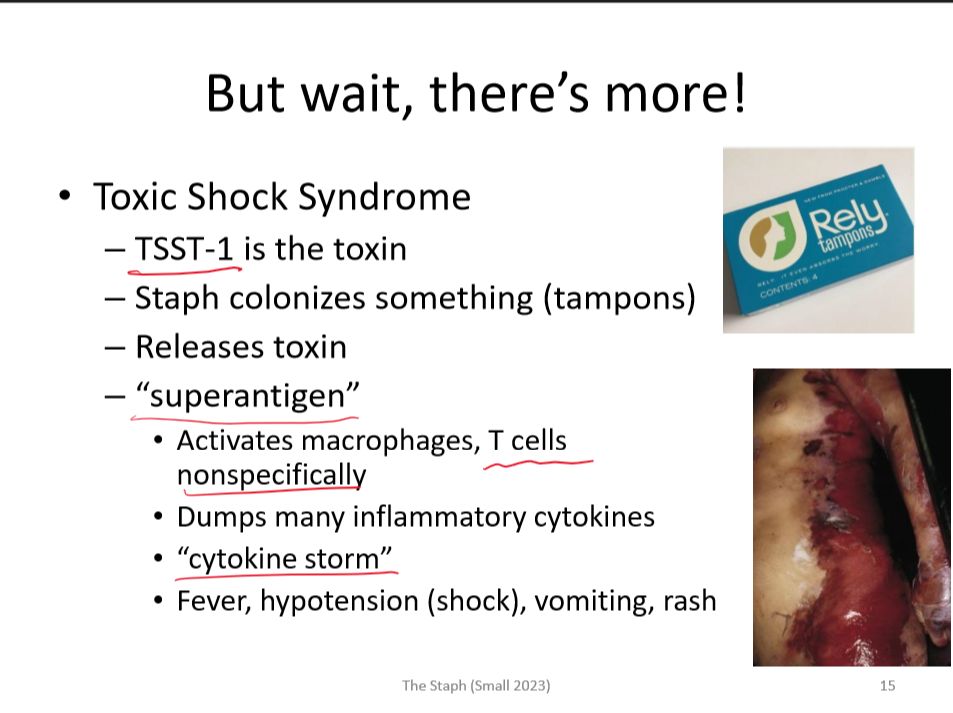 But wait, there's more!
• Toxic Shock Syndrome
– TSST-1 is the toxin
– Staph colonizes something (tampons)
– Releases toxin
– “superantigen”
• Activates macrophages, T cells
nonspecifically
• Dumps many inflammatory cytokines
• “cytokine storm”
• Fever, hypotension (shock), vomiting, rash
NEW FROM PROCTER & GAMBLE
Rely.
tampons
RELY. IT EVEN ABSORBS THE WORRY.
CONTENTS: 4
The Staph (Small 2023)
15